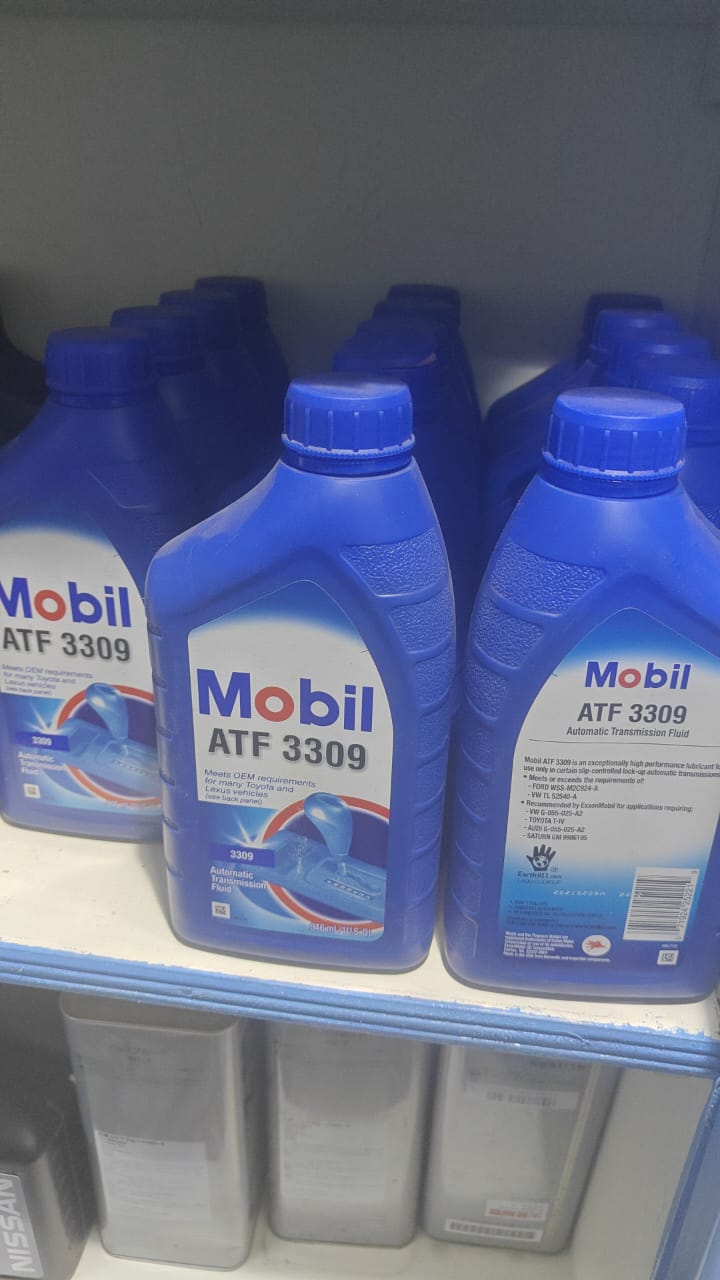 Mobil
ATF 3309
Meets OEM requirements
for many Toyota and
Lexus vehicles
(see back panel)
3309
Automatic
Transmission
Fluid
Mobil
ATF 3309
Meets OEM requirements
for many Toyota and
Lexus vehicles
(see back panel)
3309
Automatic
Transmission
Fluid
946 mL (1 U.S. Qt)
Mobil
ATF 3309
Automatic Transmission Fluid
Mobil ATF 3309 is an exceptionally high performance lubricant
use only in certain slip-controlled lock-up automatic transmissions
• Meets or exceeds the requirements of:
- FORD WSS-M2C924-A
- VW TL 52540-A
• Recommended by ExxonMobil for applications requiring:
- VW G-055-025-A2
- TOYOTA T-IV
- AUDI G-055-025-A2
- SATURN GM 9986195
Earth911.com
NISSAN